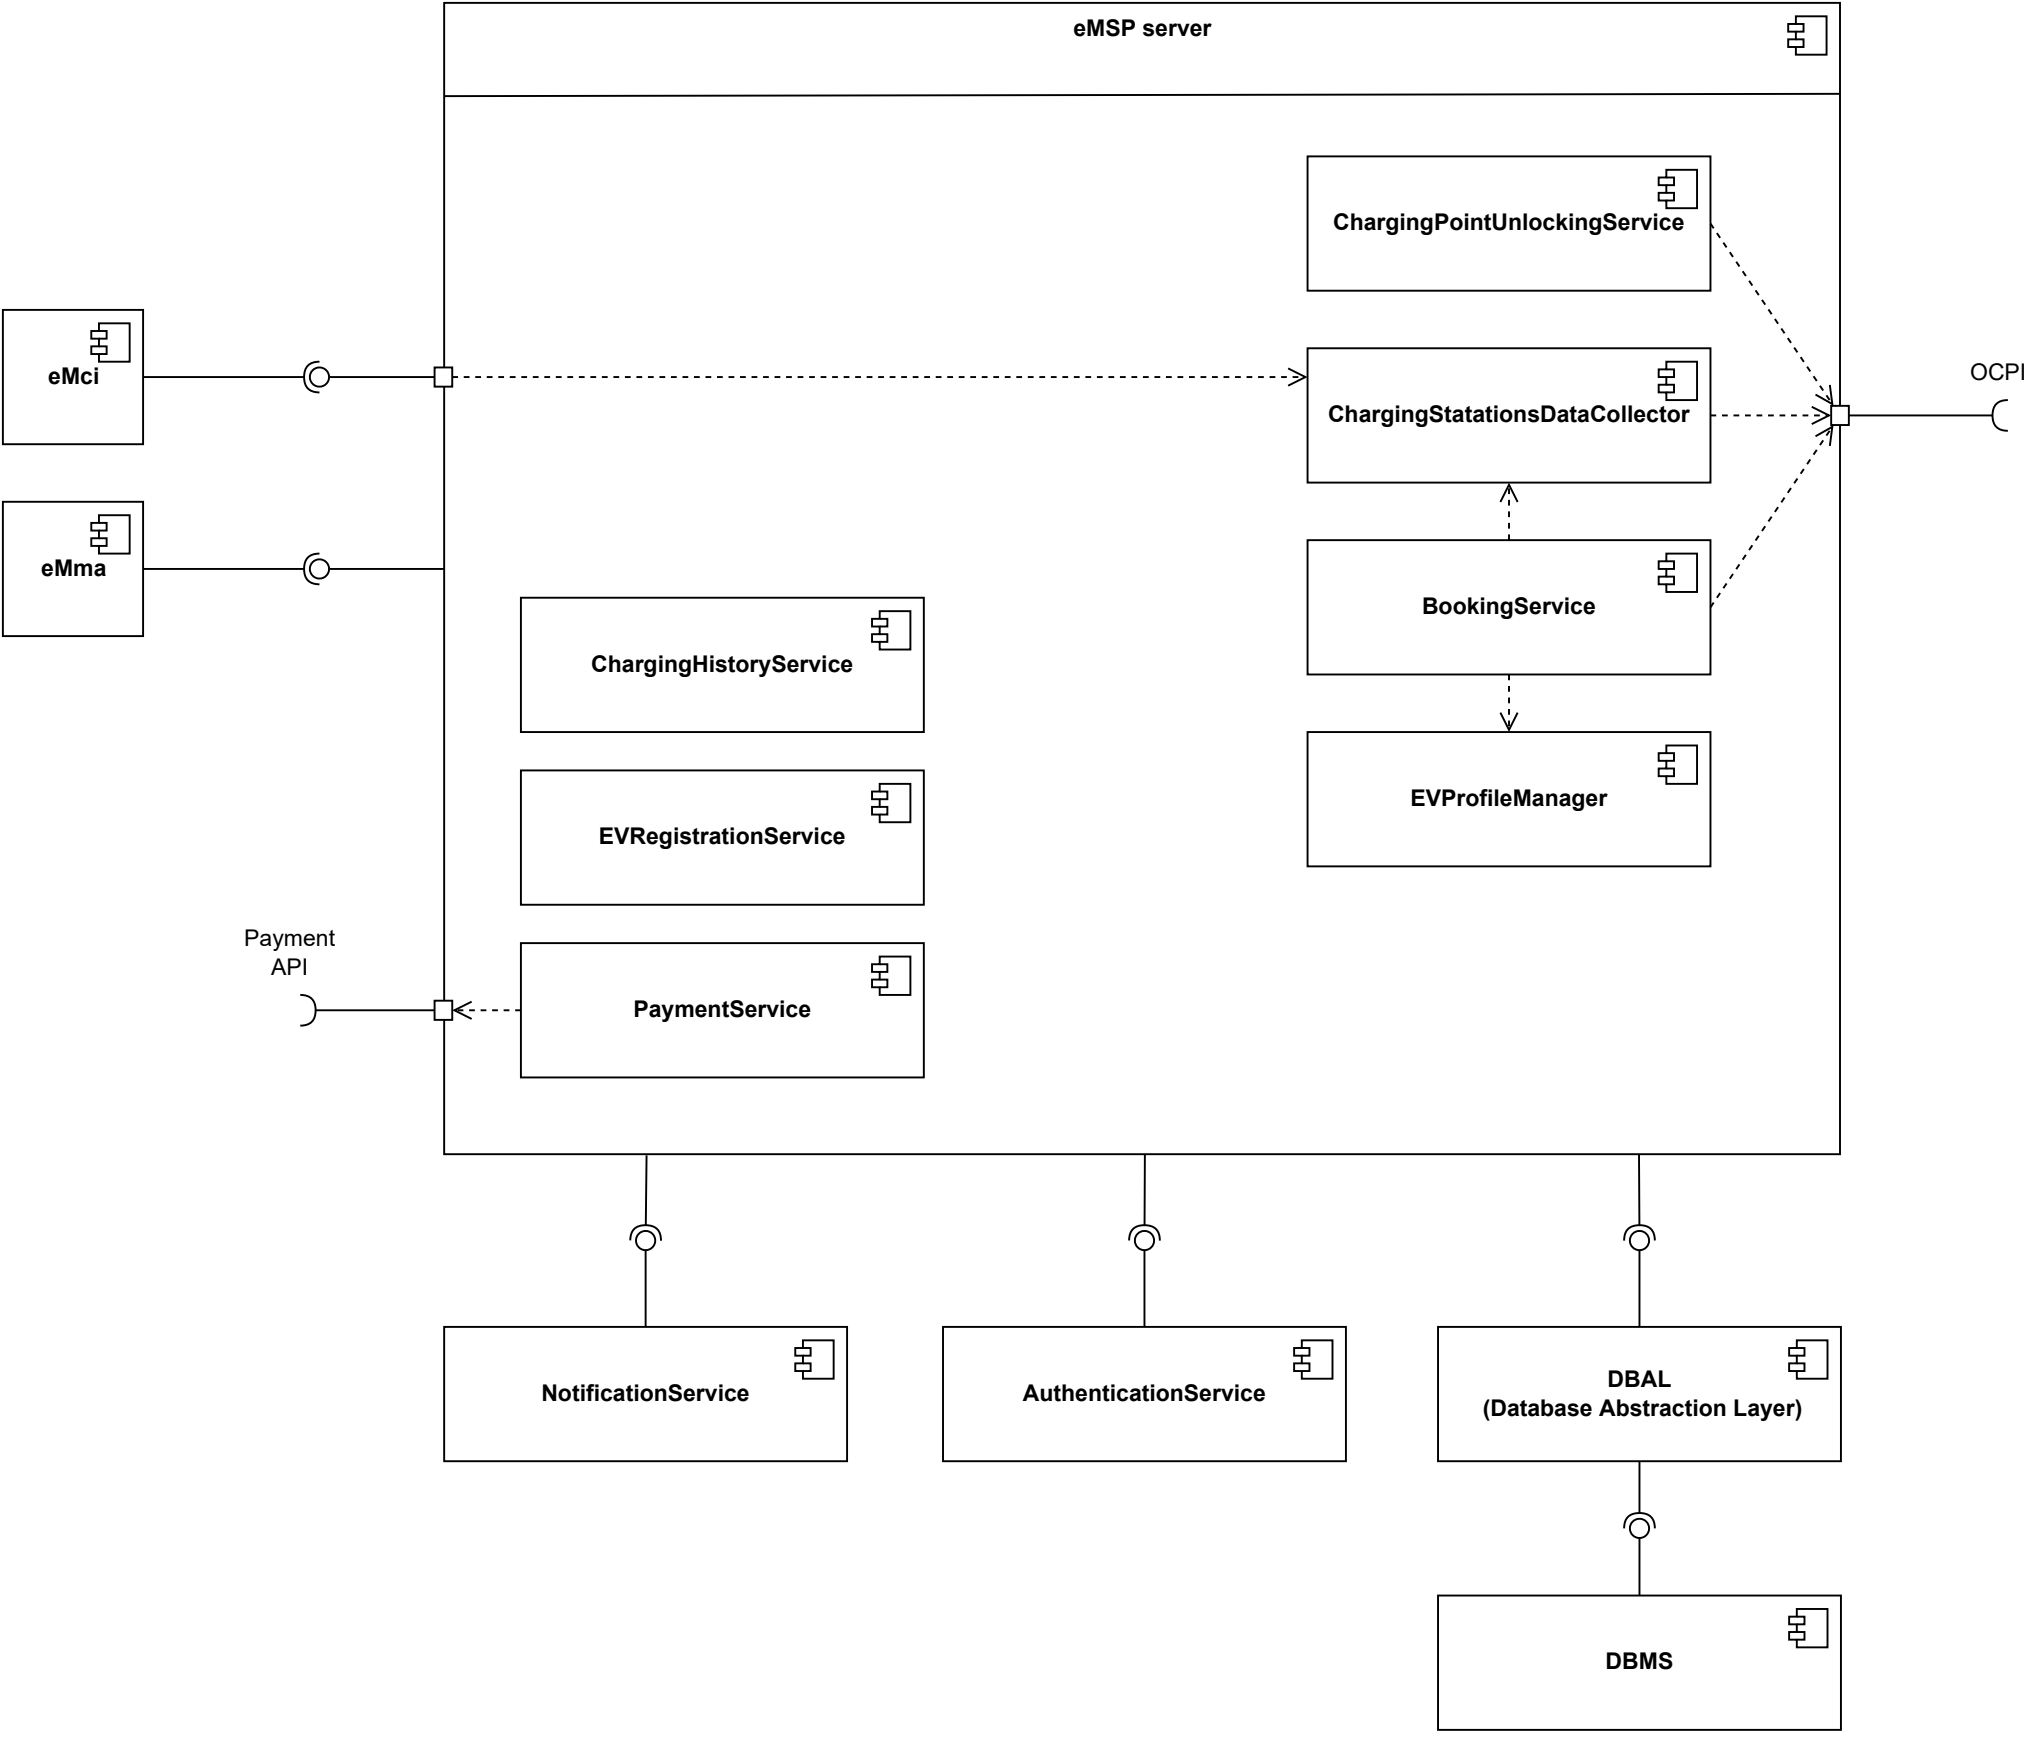 eMSP server
ChargingPointUnlockingService
eMci
OCPI
ChargingStatationsDataCollector
eMma
BookingService
ChargingHistoryService
EVProfileManager
EVRegistrationService
Payment
API
PaymentService
NotificationService
AuthenticationService
DBAL
(Database Abstraction Layer)
DBMS